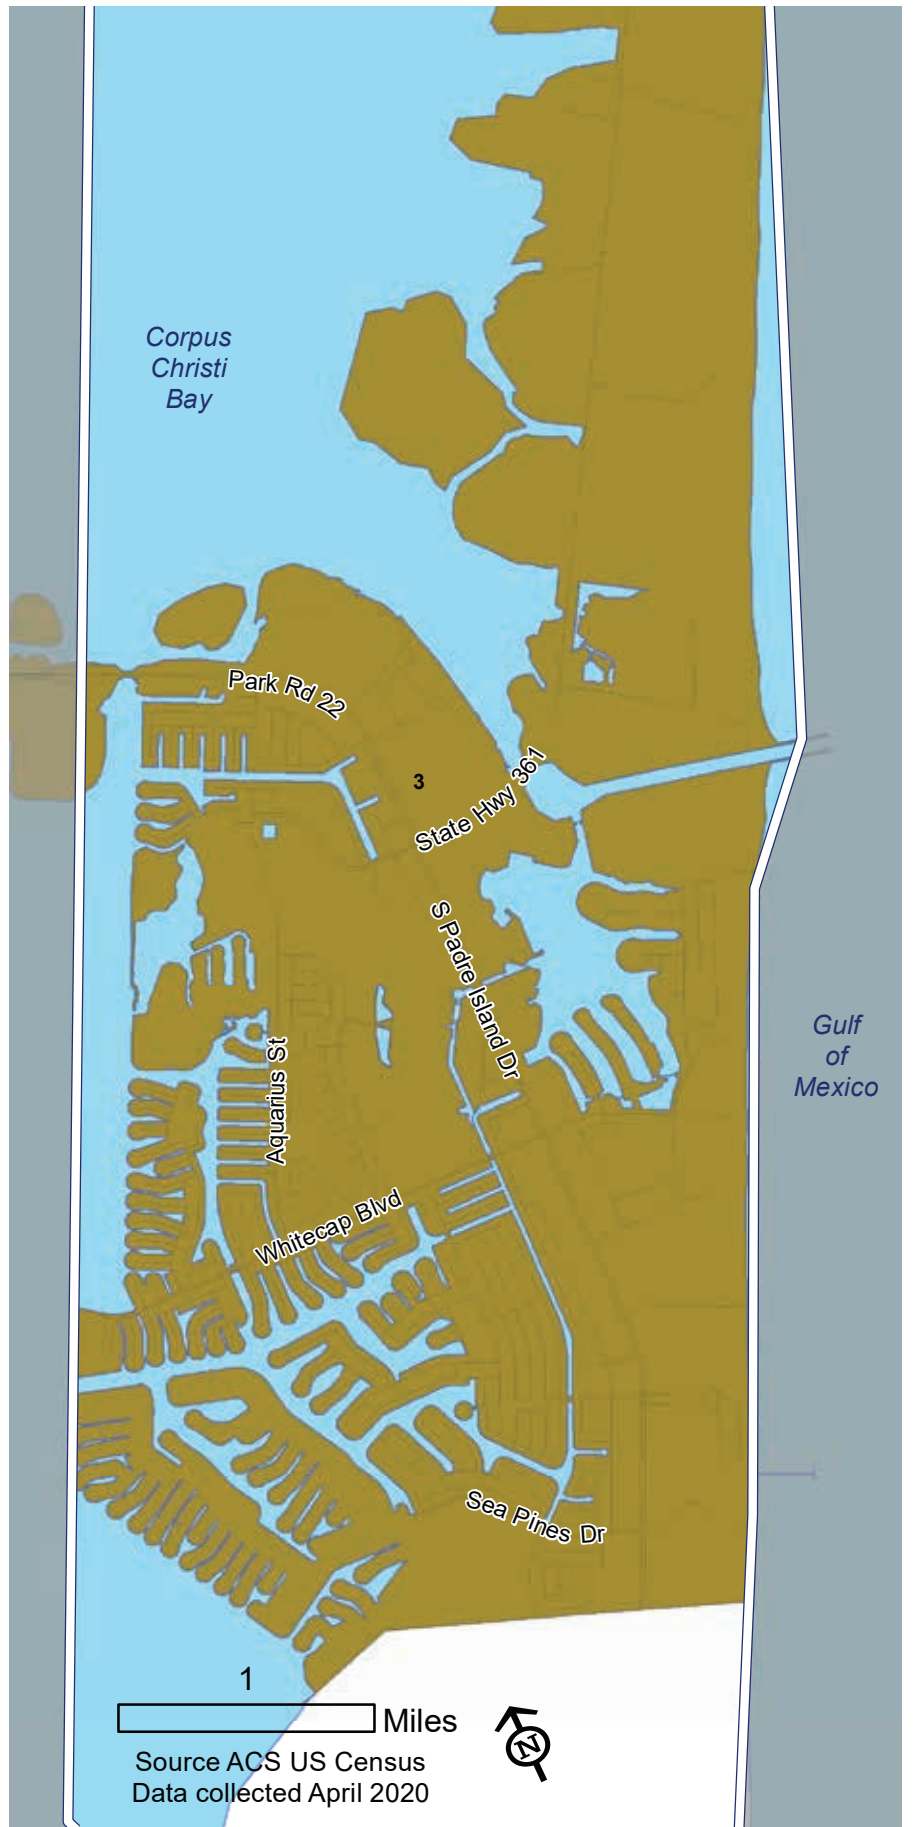 Corpus
Christi
Bay
Park Rd 22
3
State Hwy 361
S Padre Island Dr
Gulf
of
Mexico
Aquarius St
Whitecap Blvd
Sea Pines Dr
1
Miles
N
Source ACS US Census
Data collected April 2020